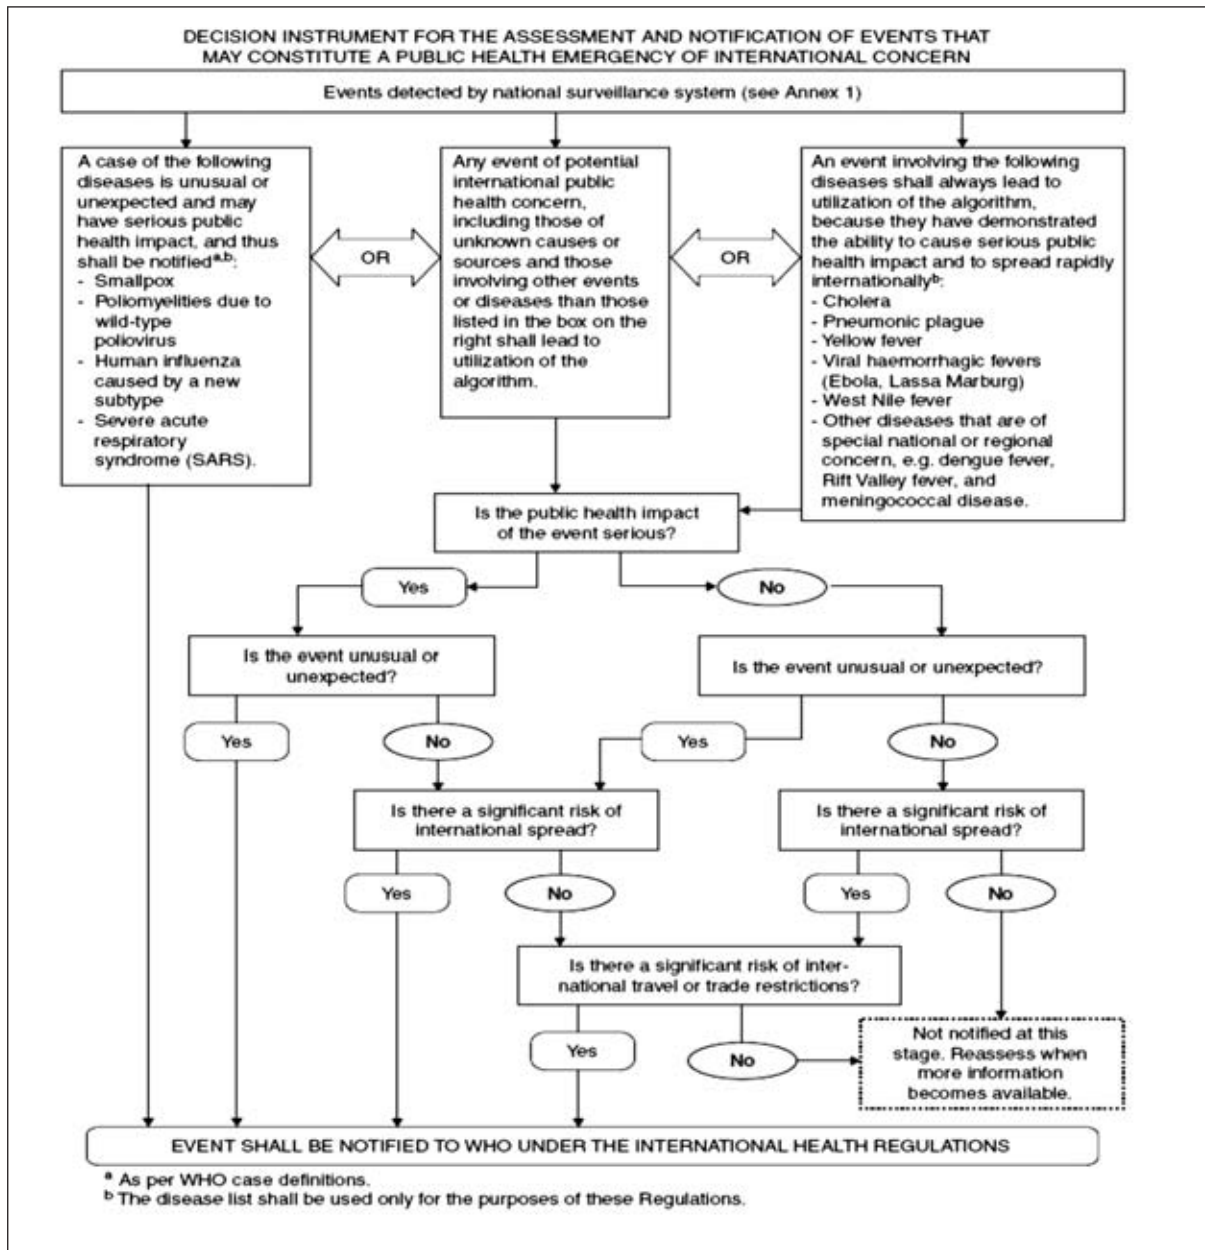 DECISION INSTRUMENT FOR THE ASSESSMENT AND NOTIFICATION OF EVENTS THAT
MAY CONSTITUTE A PUBLIC HEALTH EMERGENCY OF INTERNATIONAL CONCERN
Events detected by national surveillance system (see Annex 1)
A case of the following
diseases is unusual or
unexpected and may
have serious public
health impact, and thus
shall be notifiedᵃ,ᵇ:
- Smallpox
- Poliomyelities due to
wild-type
poliovirus
- Human influenza
caused by a new
subtype
- Severe acute
respiratory
syndrome (SARS).
OR
Any event of potential
international public
health concern,
including those of
unknown causes or
sources and those
involving other events
or diseases than those
listed in the box on the
right shall lead to
utilization of the
algorithm.
OR
An event involving the following
diseases shall always lead to
utilization of the algorithm,
because they have demonstrated
the ability to cause serious public
health impact and to spread rapidly
internationallyᵇ:
- Cholera
- Pneumonic plague
- Yellow fever
- Viral haemorrhagic fevers
(Ebola, Lassa Marburg)
- West Nile fever
- Other diseases that are of
special national or regional
concern, e.g. dengue fever,
Rift Valley fever, and
meningococcal disease.
Is the public health impact
of the event serious?
Yes
No
Is the event unusual or
unexpected?
Is the event unusual or unexpected?
Yes
No
Yes
No
Is there a significant risk of
international spread?
Is there a significant risk of
international spread?
Yes
No
Yes
No
Is there a significant risk of inter-
national travel or trade restrictions?
Yes
No
Not notified at this
stage. Reassess when
more information
becomes available.
EVENT SHALL BE NOTIFIED TO WHO UNDER THE INTERNATIONAL HEALTH REGULATIONS
ᵃ As per WHO case definitions.
ᵇ The disease list shall be used only for the purposes of these Regulations.